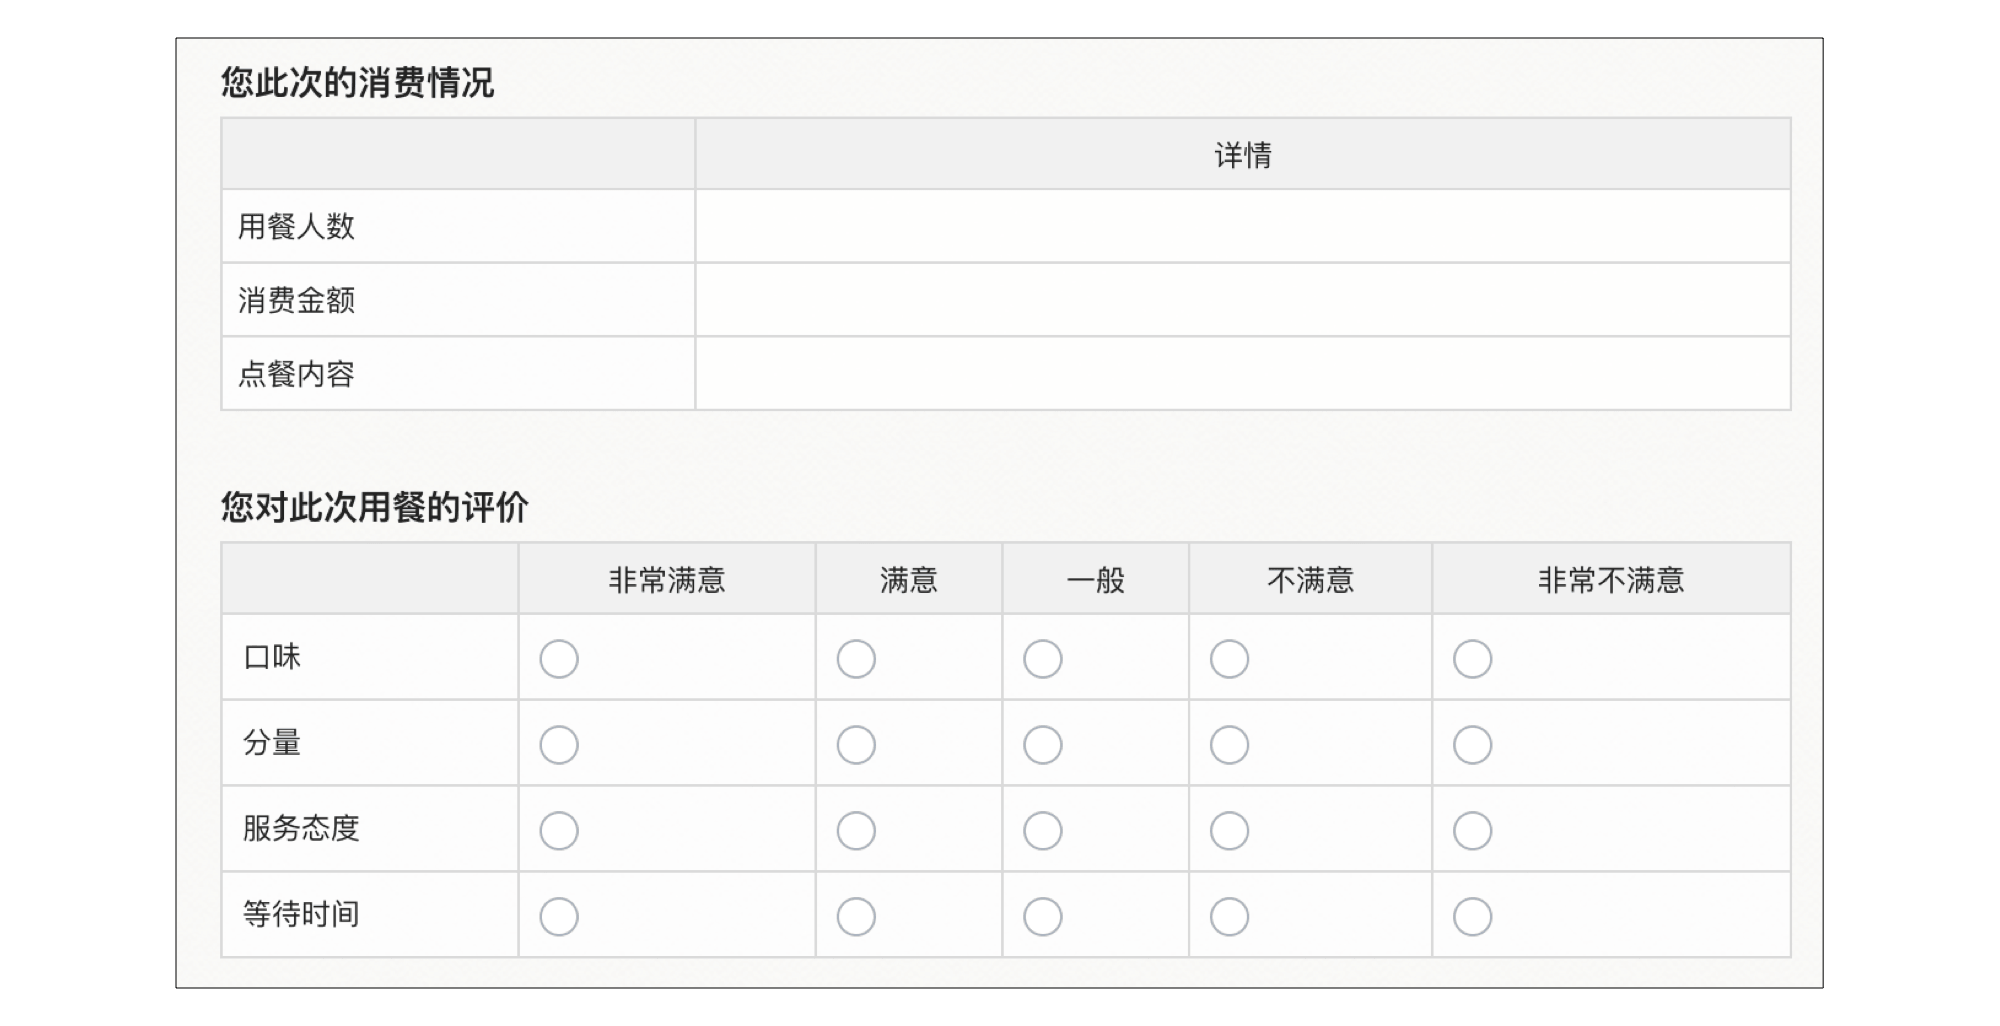 您此次的消费情况
详情
用餐人数
消费金额
点餐内容
您对此次用餐的评价
非常满意 满意 一般 不满意 非常不满意
口味
分量
服务态度
等待时间